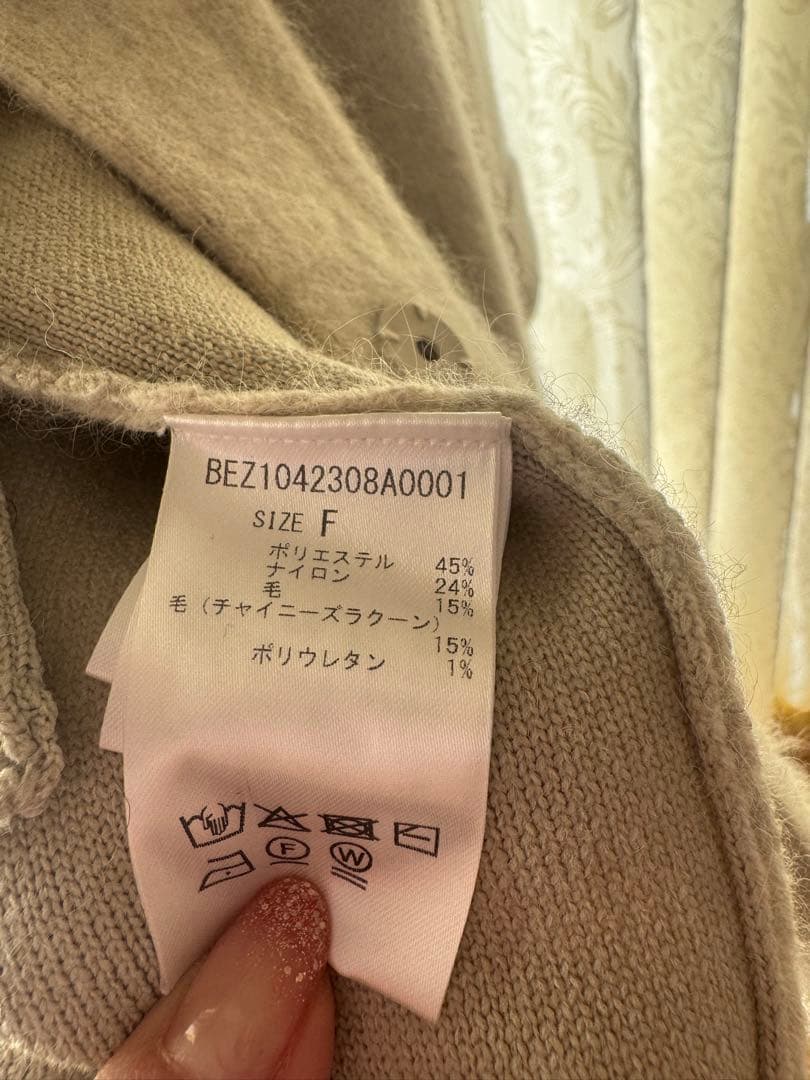 BEZ1042308A0001
SIZE F
ポリエステル 45%
ナイロン 24%
毛 15%
毛（チャイニーズラクーン）
15%
ポリウレタン 1%
F W